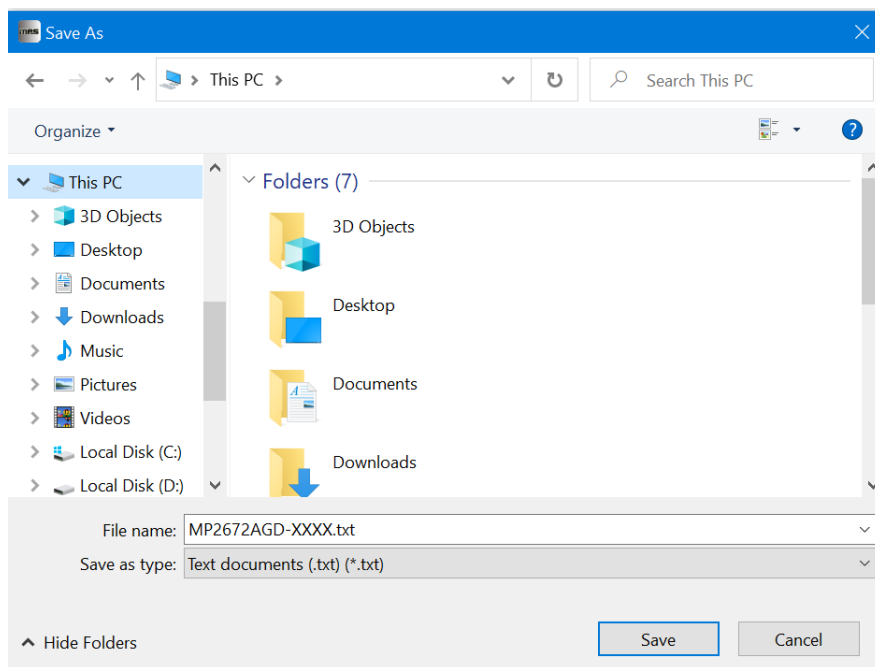 Save As
This PC
Search This PC
Organize
?
This PC
3D Objects
Desktop
Documents
Downloads
Music
Pictures
Videos
Local Disk (C:)
Local Disk (D:)
Folders (7)
3D Objects
Desktop
Documents
Downloads
File name: MP2672AGD-XXXX.txt
Save as type: Text documents (.txt) (*.txt)
Hide Folders
Save Cancel